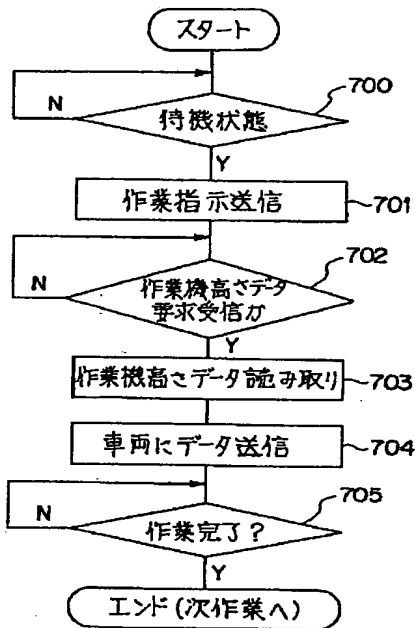 スタート
700
N
待機状態
Y
作業指示送信
701
702
N
作業機高さデータ
要求受信か
Y
作業機高さデータ読み取り
703
車両にデータ送信
704
705
N
作業完了?
Y
エンド(次作業へ)